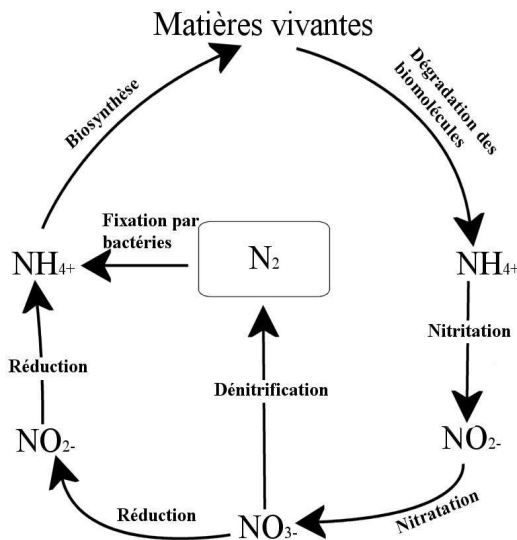 Matières vivantes
Biosynthèse
Dégradation des
biomolécules
Fixation par
bactéries
N2
NH4+
NH4+
Nitritation
Réduction
Dénitrification
NO2-
NO2-
Réduction
NO3-
Nitratation